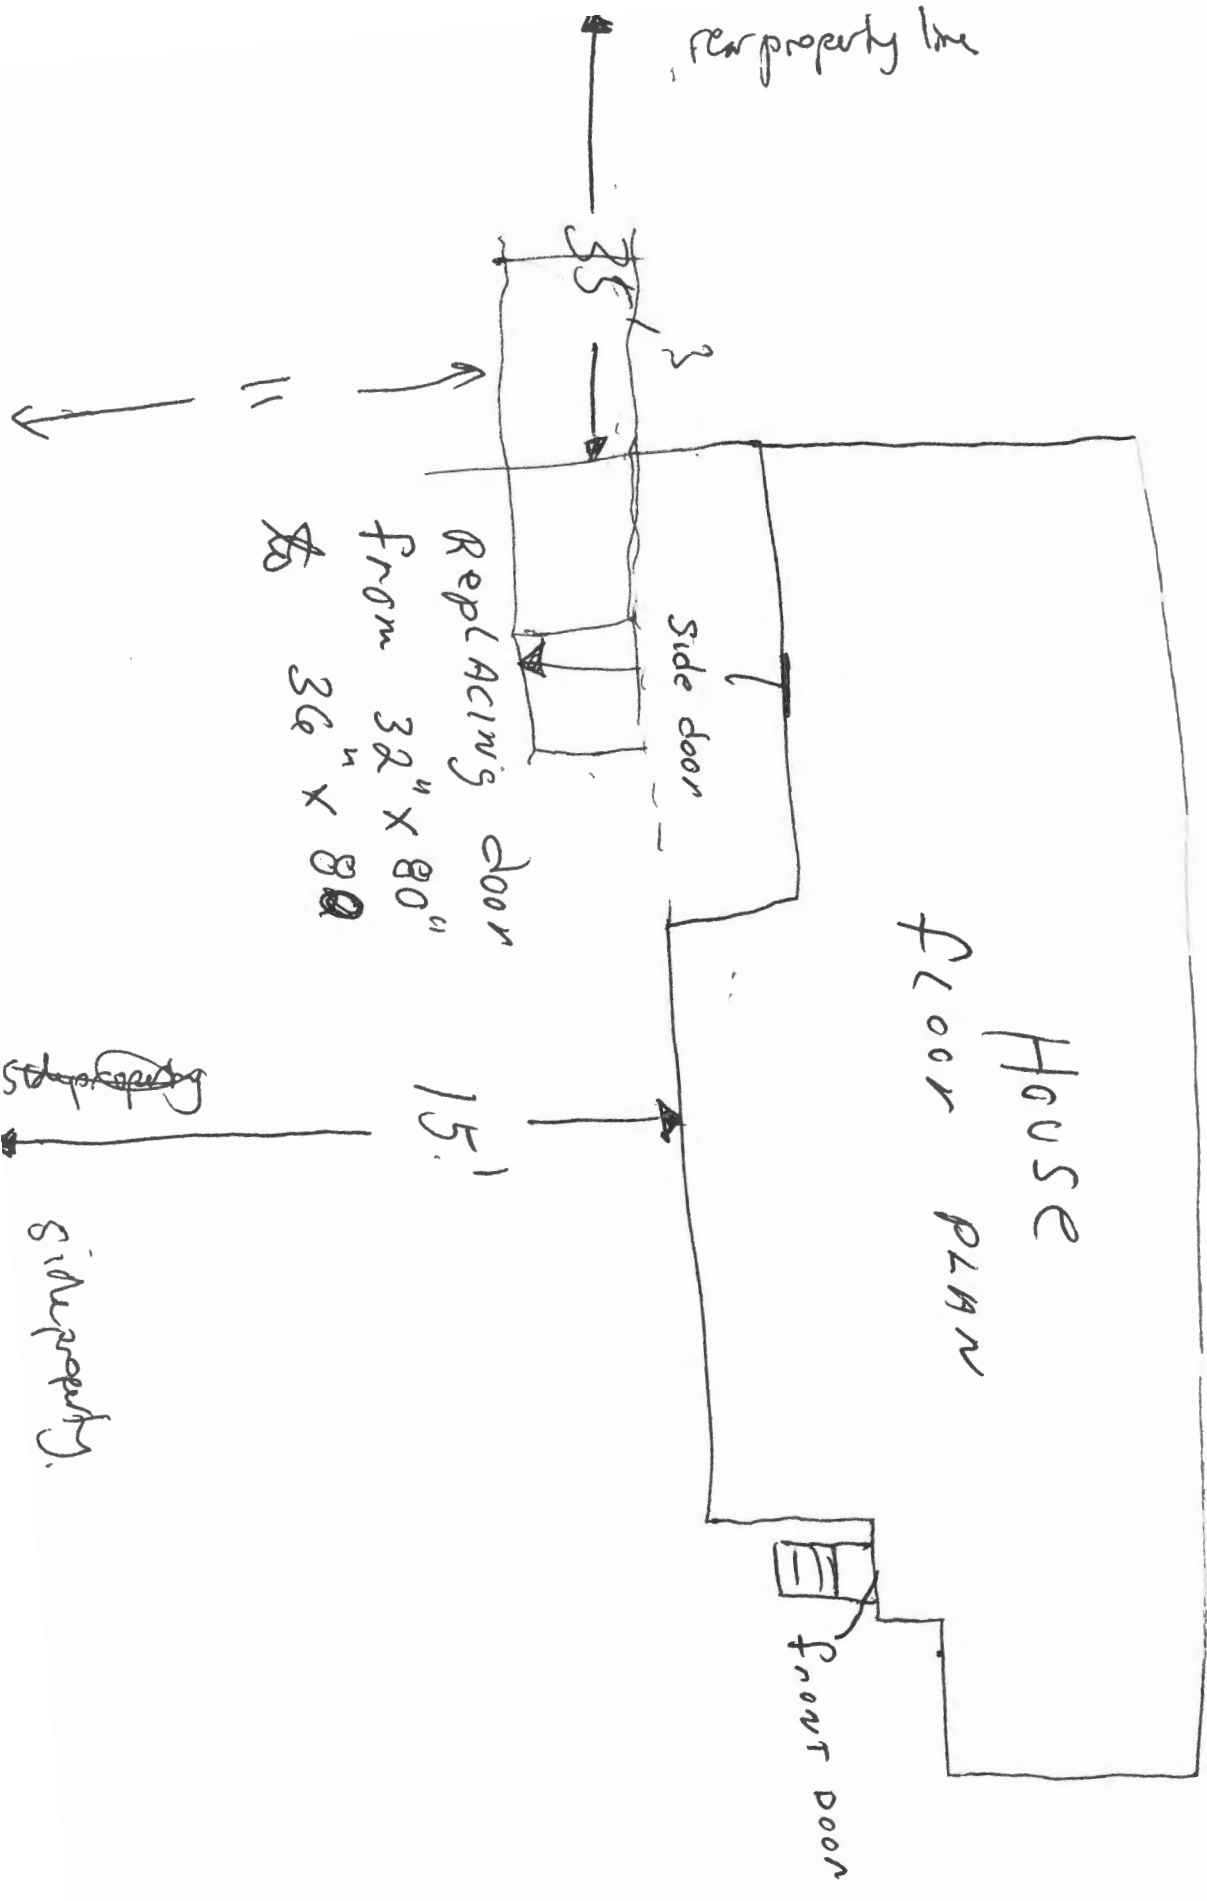 rear property line
35'
3
11
Side door
Replacing door
from 32" x 80"
to 36" x 80
House
floor PLAN
15'
side property.
front Door